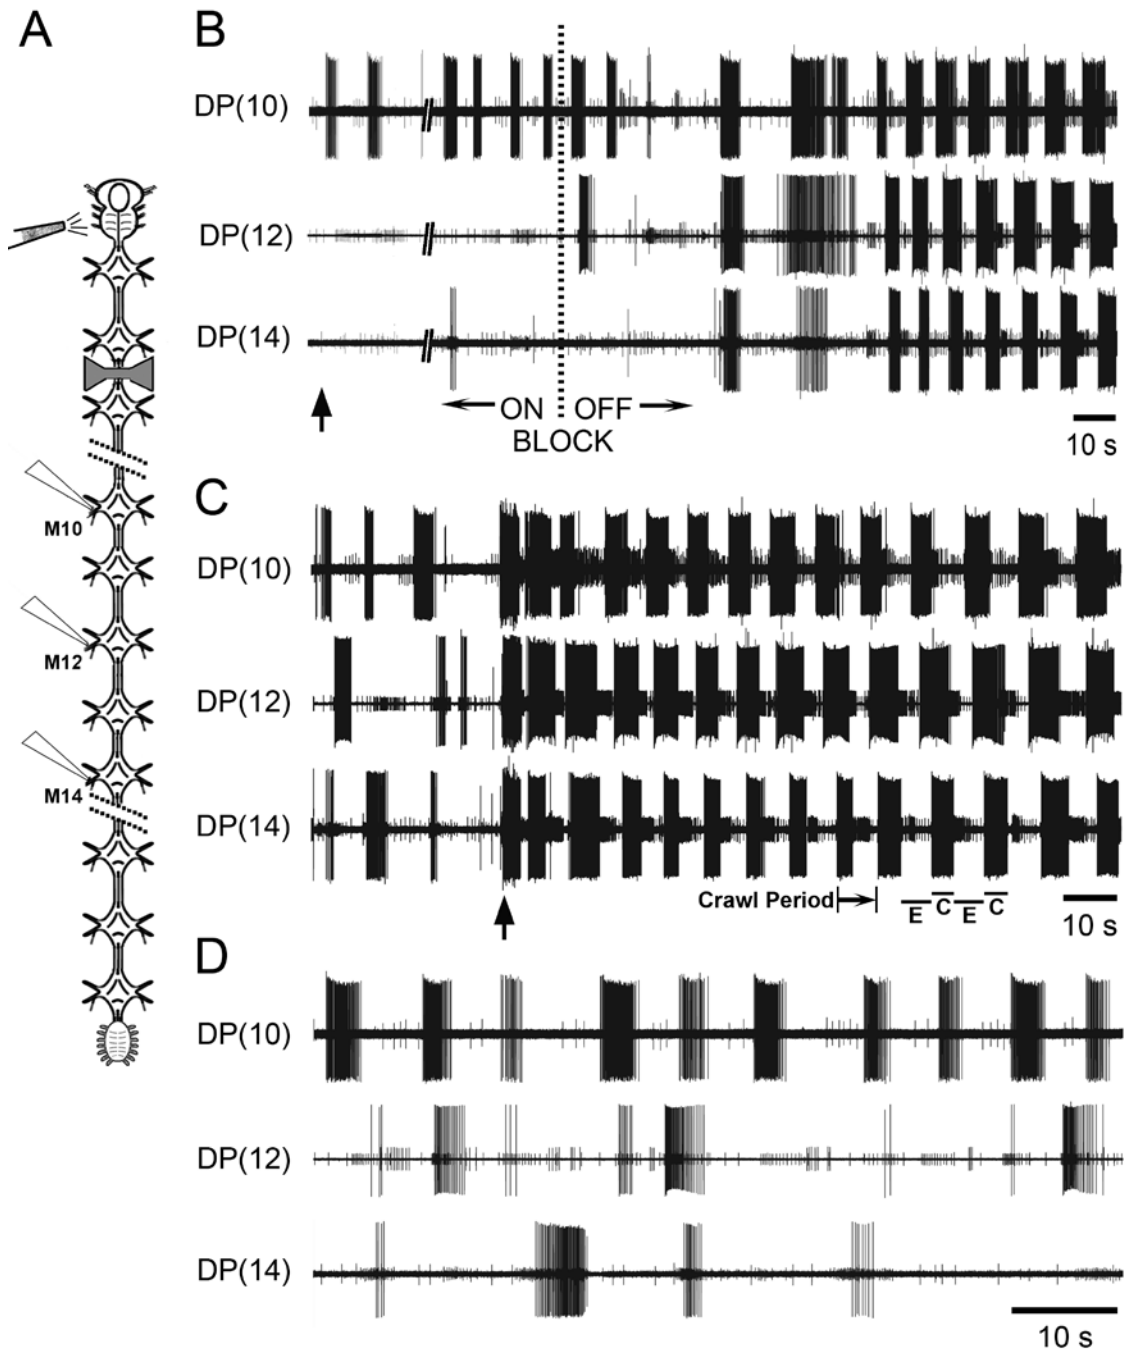 A
M10
M12
M14
B
DP(10)
DP(12)
DP(14)
ON OFF
BLOCK
10 s
C
DP(10)
DP(12)
DP(14)
Crawl Period
E C E C
10 s
D
DP(10)
DP(12)
DP(14)
10 s